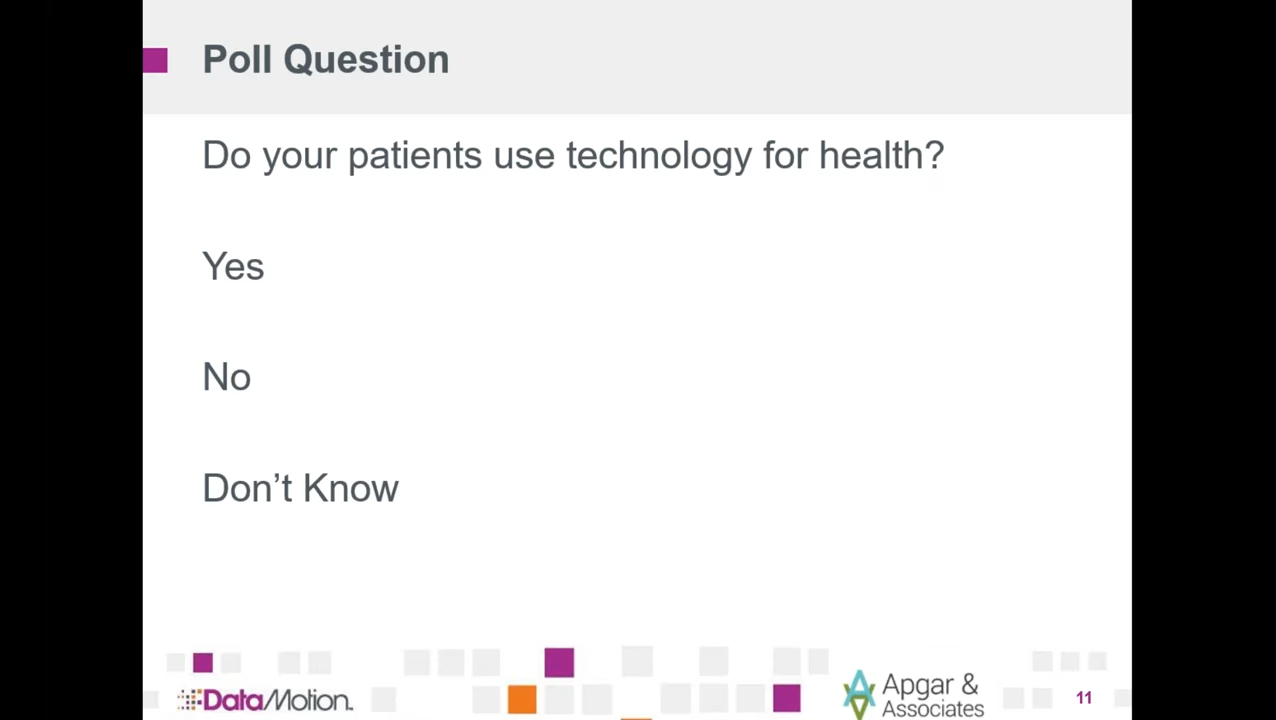 Poll Question
Do your patients use technology for health?
Yes
No
Don’t Know
DataMotion.
Apgar &
Associates
11